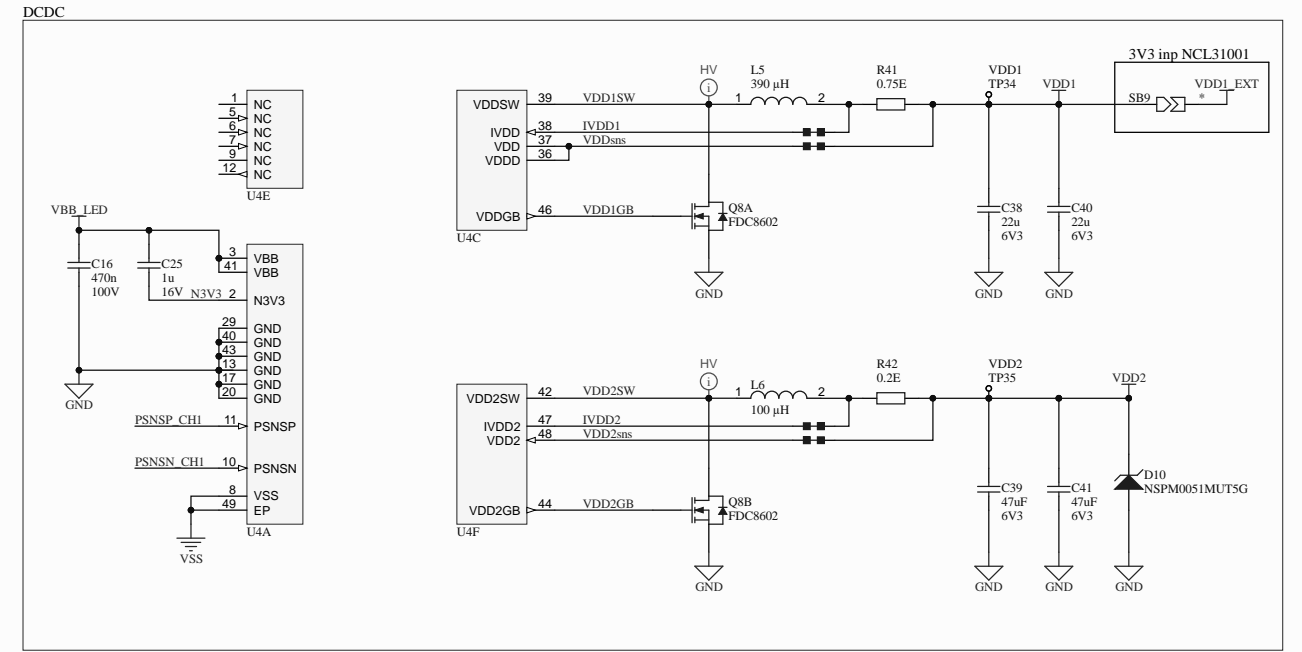 DCDC
1 NC
5 NC
6 NC
7 NC
9 NC
12 NC
U4E
VBB_LED
C16
470n
100V
C25
1u
16V
N3V3
3 VBB
41 VBB
2 N3V3
29 GND
40 GND
43 GND
13 GND
17 GND
20 GND
GND
PSNSP_CH1 11 PSNSP
PSNSN_CH1 10 PSNSN
8 VSS
49 EP
U4A
VSS
VDDSW 39 VDD1SW
IVDD 38 IVDD1
VDD 37 VDDsns
VDDD 36
VDDGB 46 VDD1GB
U4C
HV
i
L5
390 µH
1 2
R41
0.75E
VDD1
TP34
VDD1
3V3 inp NCL31001
SB9
VDD1_EXT
*
Q8A
FDC8602
GND
C38
22u
6V3
GND
C40
22u
6V3
GND
VDD2SW 42 VDD2SW
IVDD2 47 IVDD2
VDD2 48 VDD2sns
VDD2GB 44 VDD2GB
U4F
HV
i
1 L6 2
100 µH
R42
0.2E
VDD2
TP35
VDD2
Q8B
FDC8602
GND
C39
47uF
6V3
GND
C41
47uF
6V3
GND
D10
NSPM0051MUT5G
GND